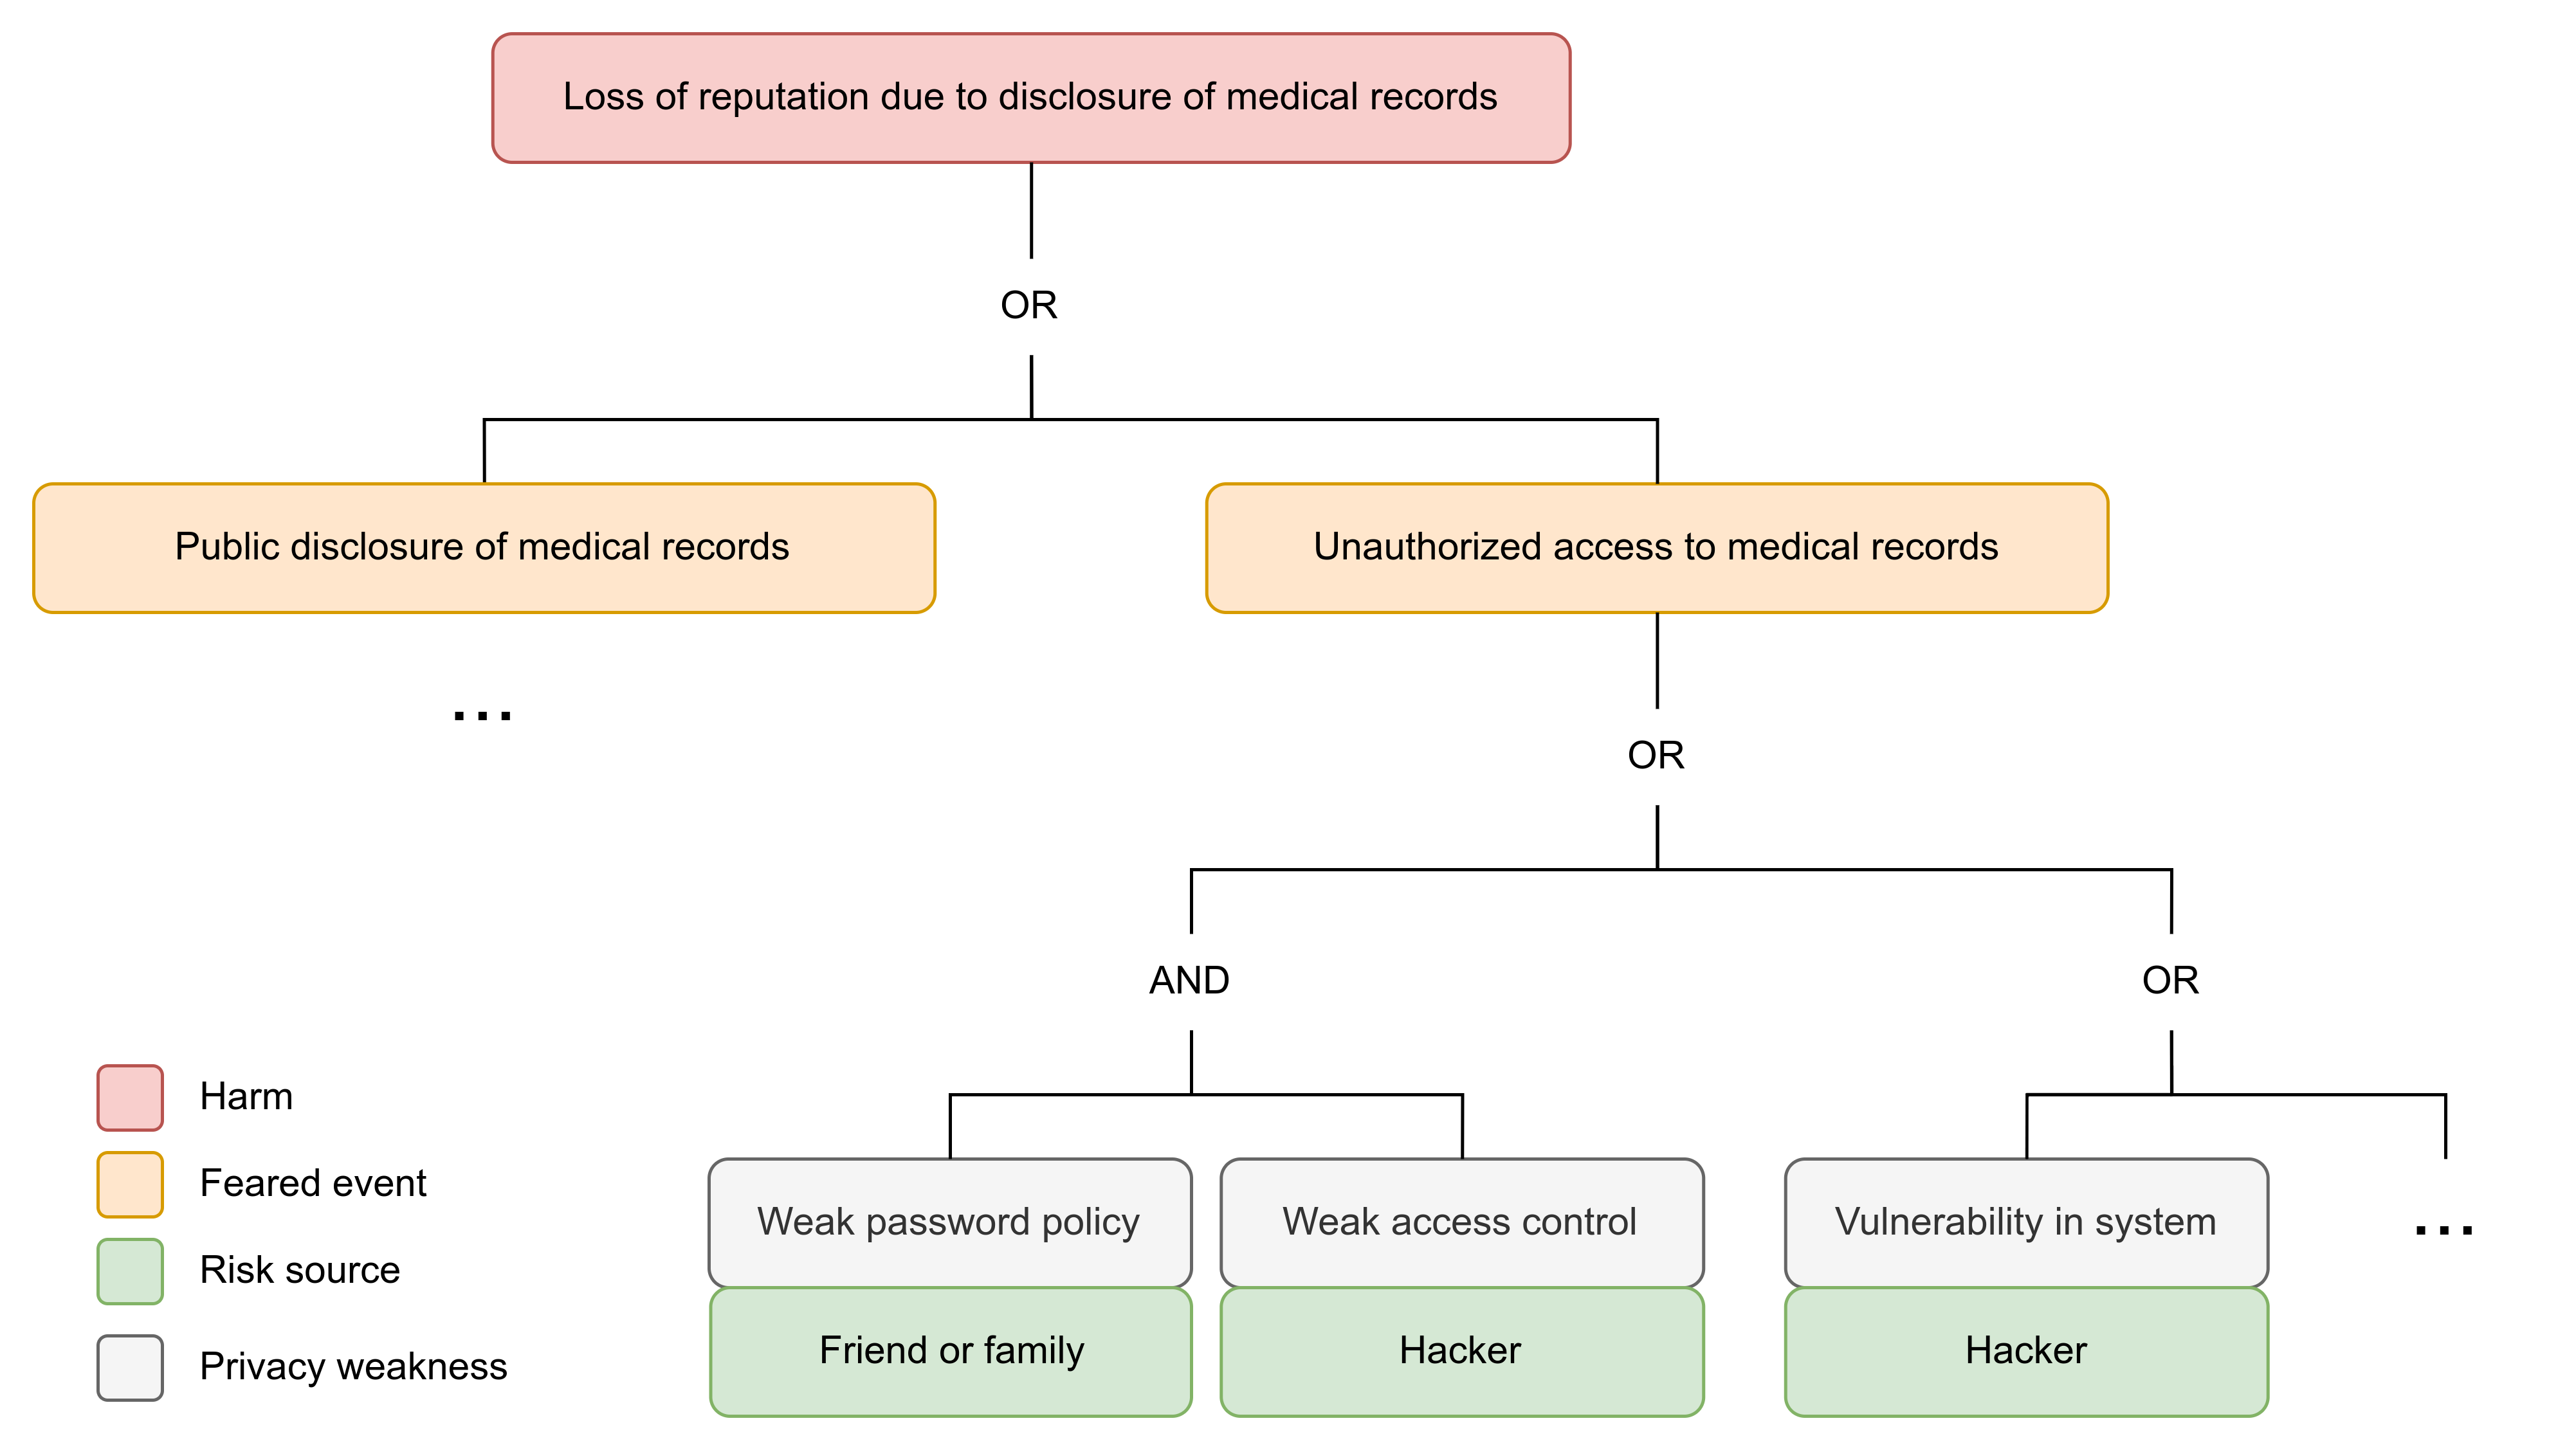 Loss of reputation due to disclosure of medical records
OR
Public disclosure of medical records
Unauthorized access to medical records
...
OR
AND
OR
Harm
Feared event
Risk source
Privacy weakness
Weak password policy
Weak access control
Vulnerability in system
...
Friend or family
Hacker
Hacker